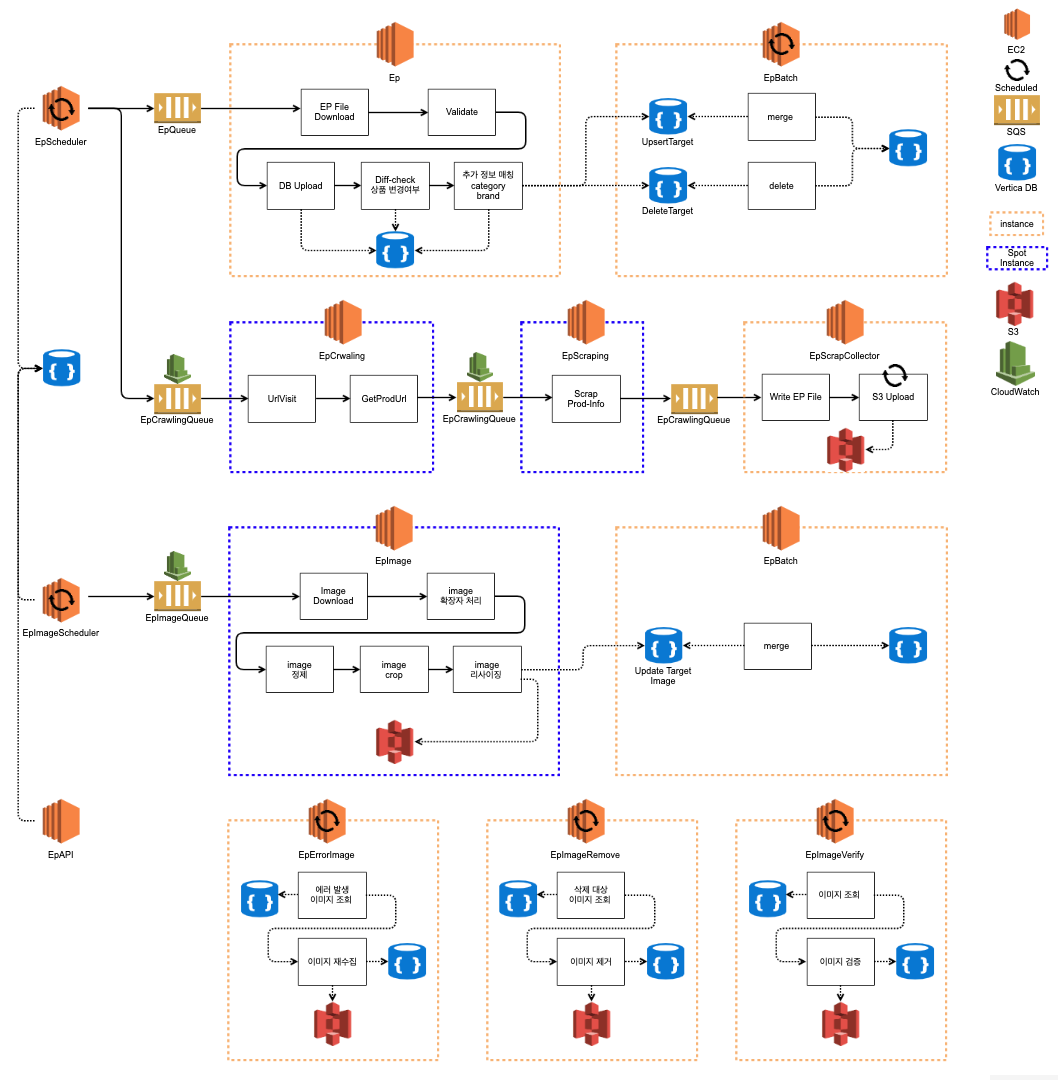 Ep
EpBatch
EC2
Scheduled
SQS
Vertica DB
instance
Spot
Instance
S3
CloudWatch
EpScheduler
EpQueue
EP File
Download
Validate
DB Upload
Diff-check
상품 변경여부
추가 정보 매칭
category
brand
UpsertTarget
DeleteTarget
merge
delete
EpCrwaling
EpScraping
EpScrapCollector
EpCrawlingQueue
UrlVisit
GetProdUrl
EpCrawlingQueue
Scrap
Prod-Info
EpCrawlingQueue
Write EP File
S3 Upload
EpImage
EpBatch
EpImageScheduler
EpImageQueue
Image
Download
image
확장자 처리
image
정제
image
crop
image
리사이징
Update Target
Image
merge
EpAPI
EpErrorImage
에러 발생
이미지 조회
이미지 재수집
EpImageRemove
삭제 대상
이미지 조회
이미지 제거
EpImageVerify
이미지 조회
이미지 검증